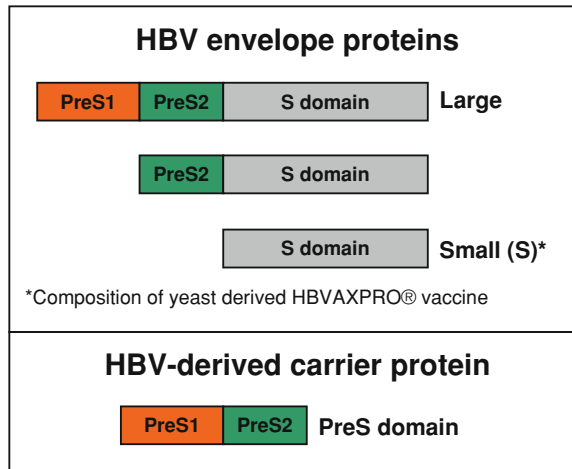 HBV envelope proteins
PreS1 PreS2 S domain Large
PreS2 S domain
S domain Small (S)*
*Composition of yeast derived HBVAXPRO® vaccine
HBV-derived carrier protein
PreS1 PreS2 PreS domain